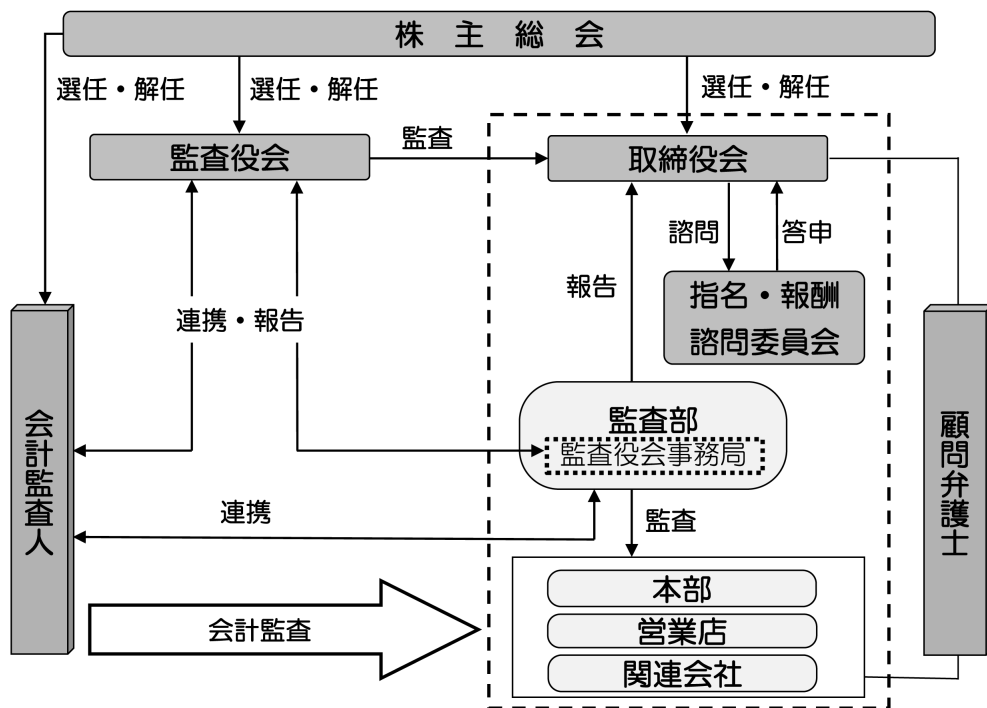 株主総会
選任・解任
選任・解任
選任・解任
監査役会
監査
取締役会
諮問
答申
報告
指名・報酬
諮問委員会
連携・報告
監査部
監査役会事務局
会計監査人
顧問弁護士
連携
監査
本部
会計監査
営業店
関連会社